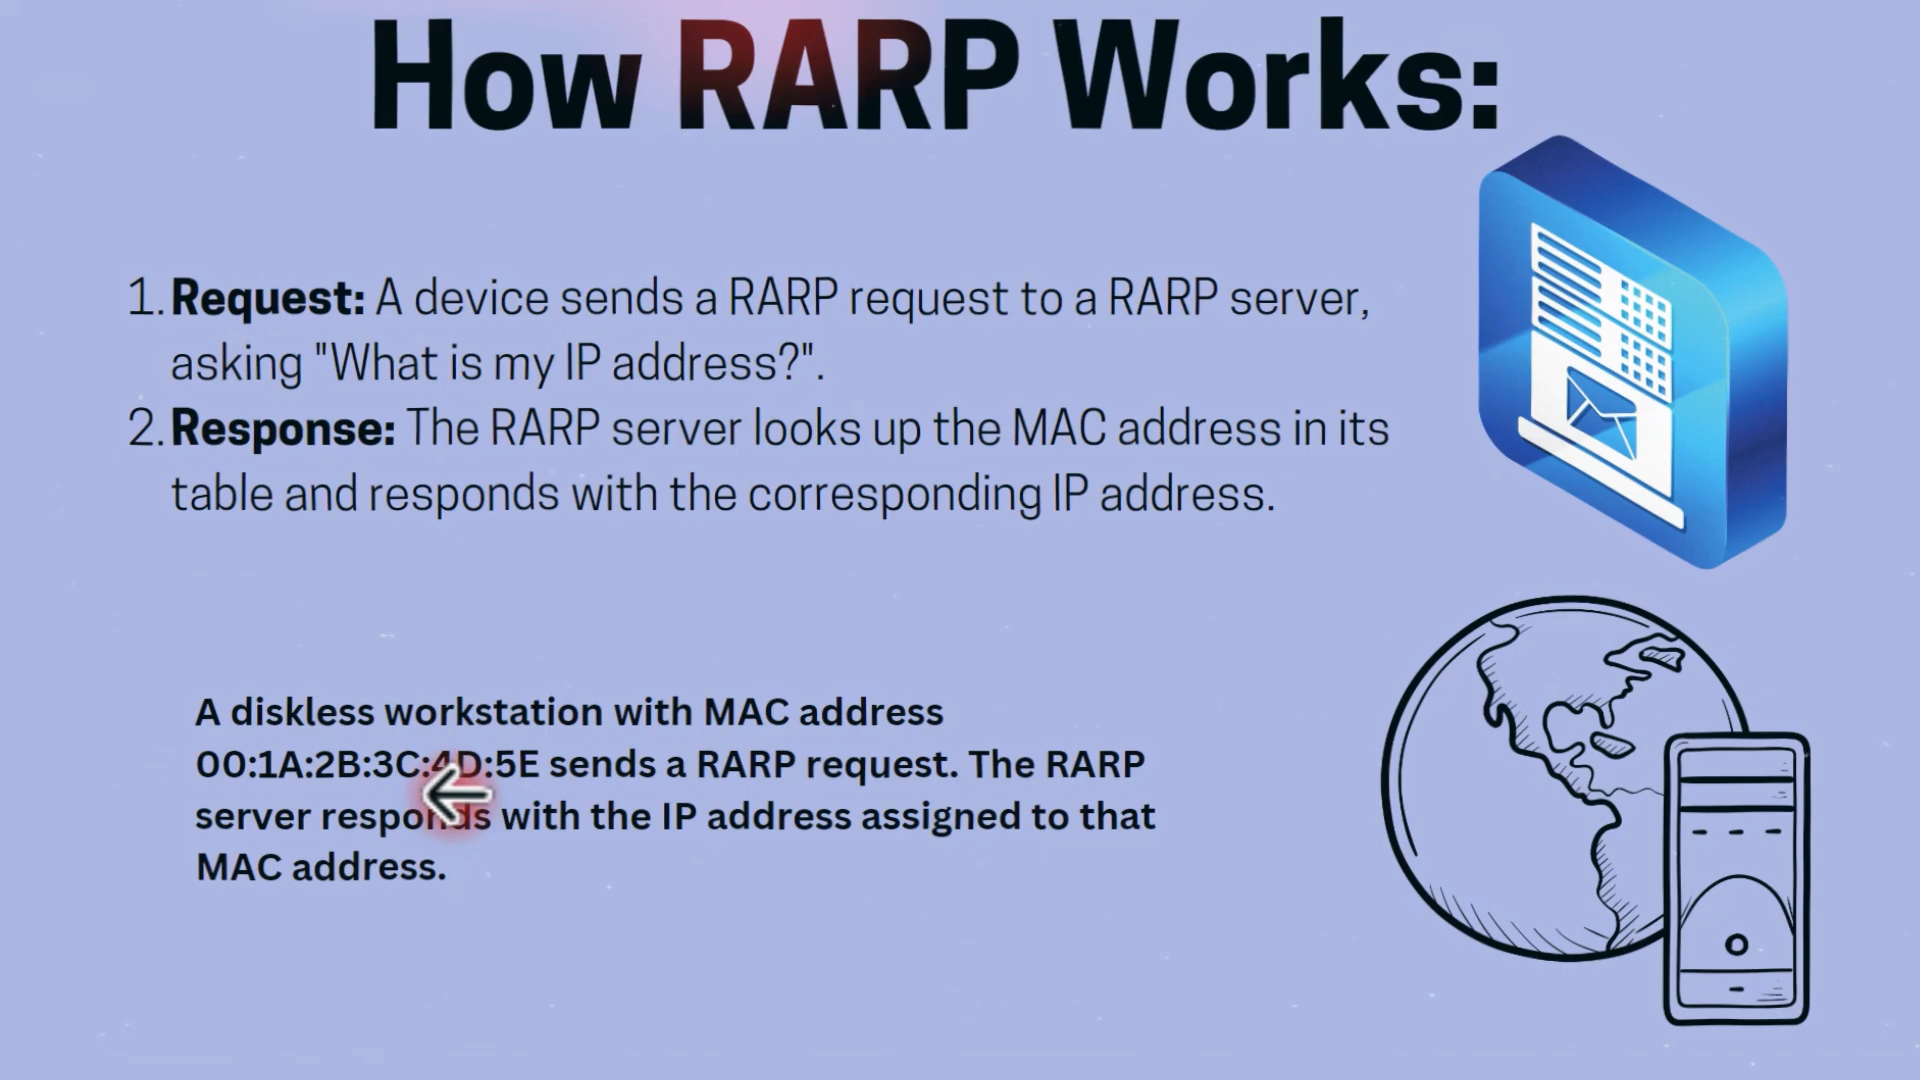 How RARP Works:
1. Request: A device sends a RARP request to a RARP server,
asking "What is my IP address?".
2. Response: The RARP server looks up the MAC address in its
table and responds with the corresponding IP address.
A diskless workstation with MAC address
00:1A:2B:3C:4D:5E sends a RARP request. The RARP
server responds with the IP address assigned to that
MAC address.